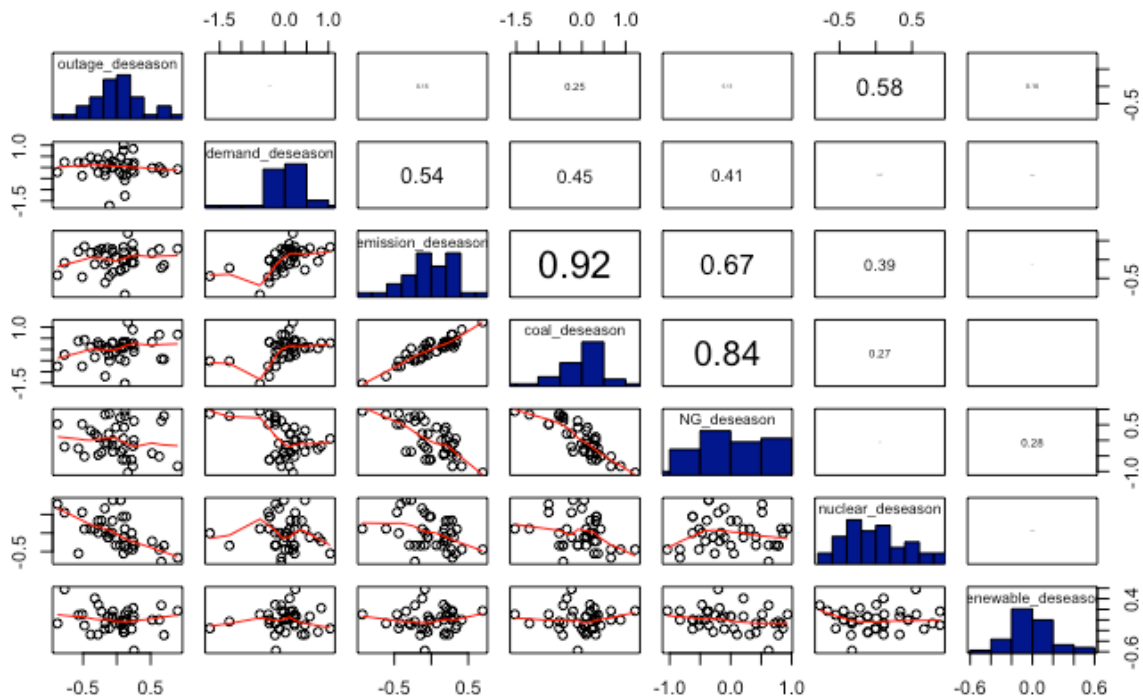 -1.5 0.0 1.0 -1.5 0.0 1.0 -0.5 0.5
outage_deseason 0.25 0.58 -0.5
1.0 -1.5 demand_deseason 0.54 0.45 0.41
emission_deseason 0.92 0.67 0.39 -0.5
1.0 -1.5 coal_deseason 0.84 0.27
NG_deseason 0.28 0.5 -1.0
-0.5 nuclear_deseason
enewable_deseaso 0.4 -0.6
-0.5 0.5 -0.5 0.5 -1.0 0.0 1.0 -0.6 0.0 0.6